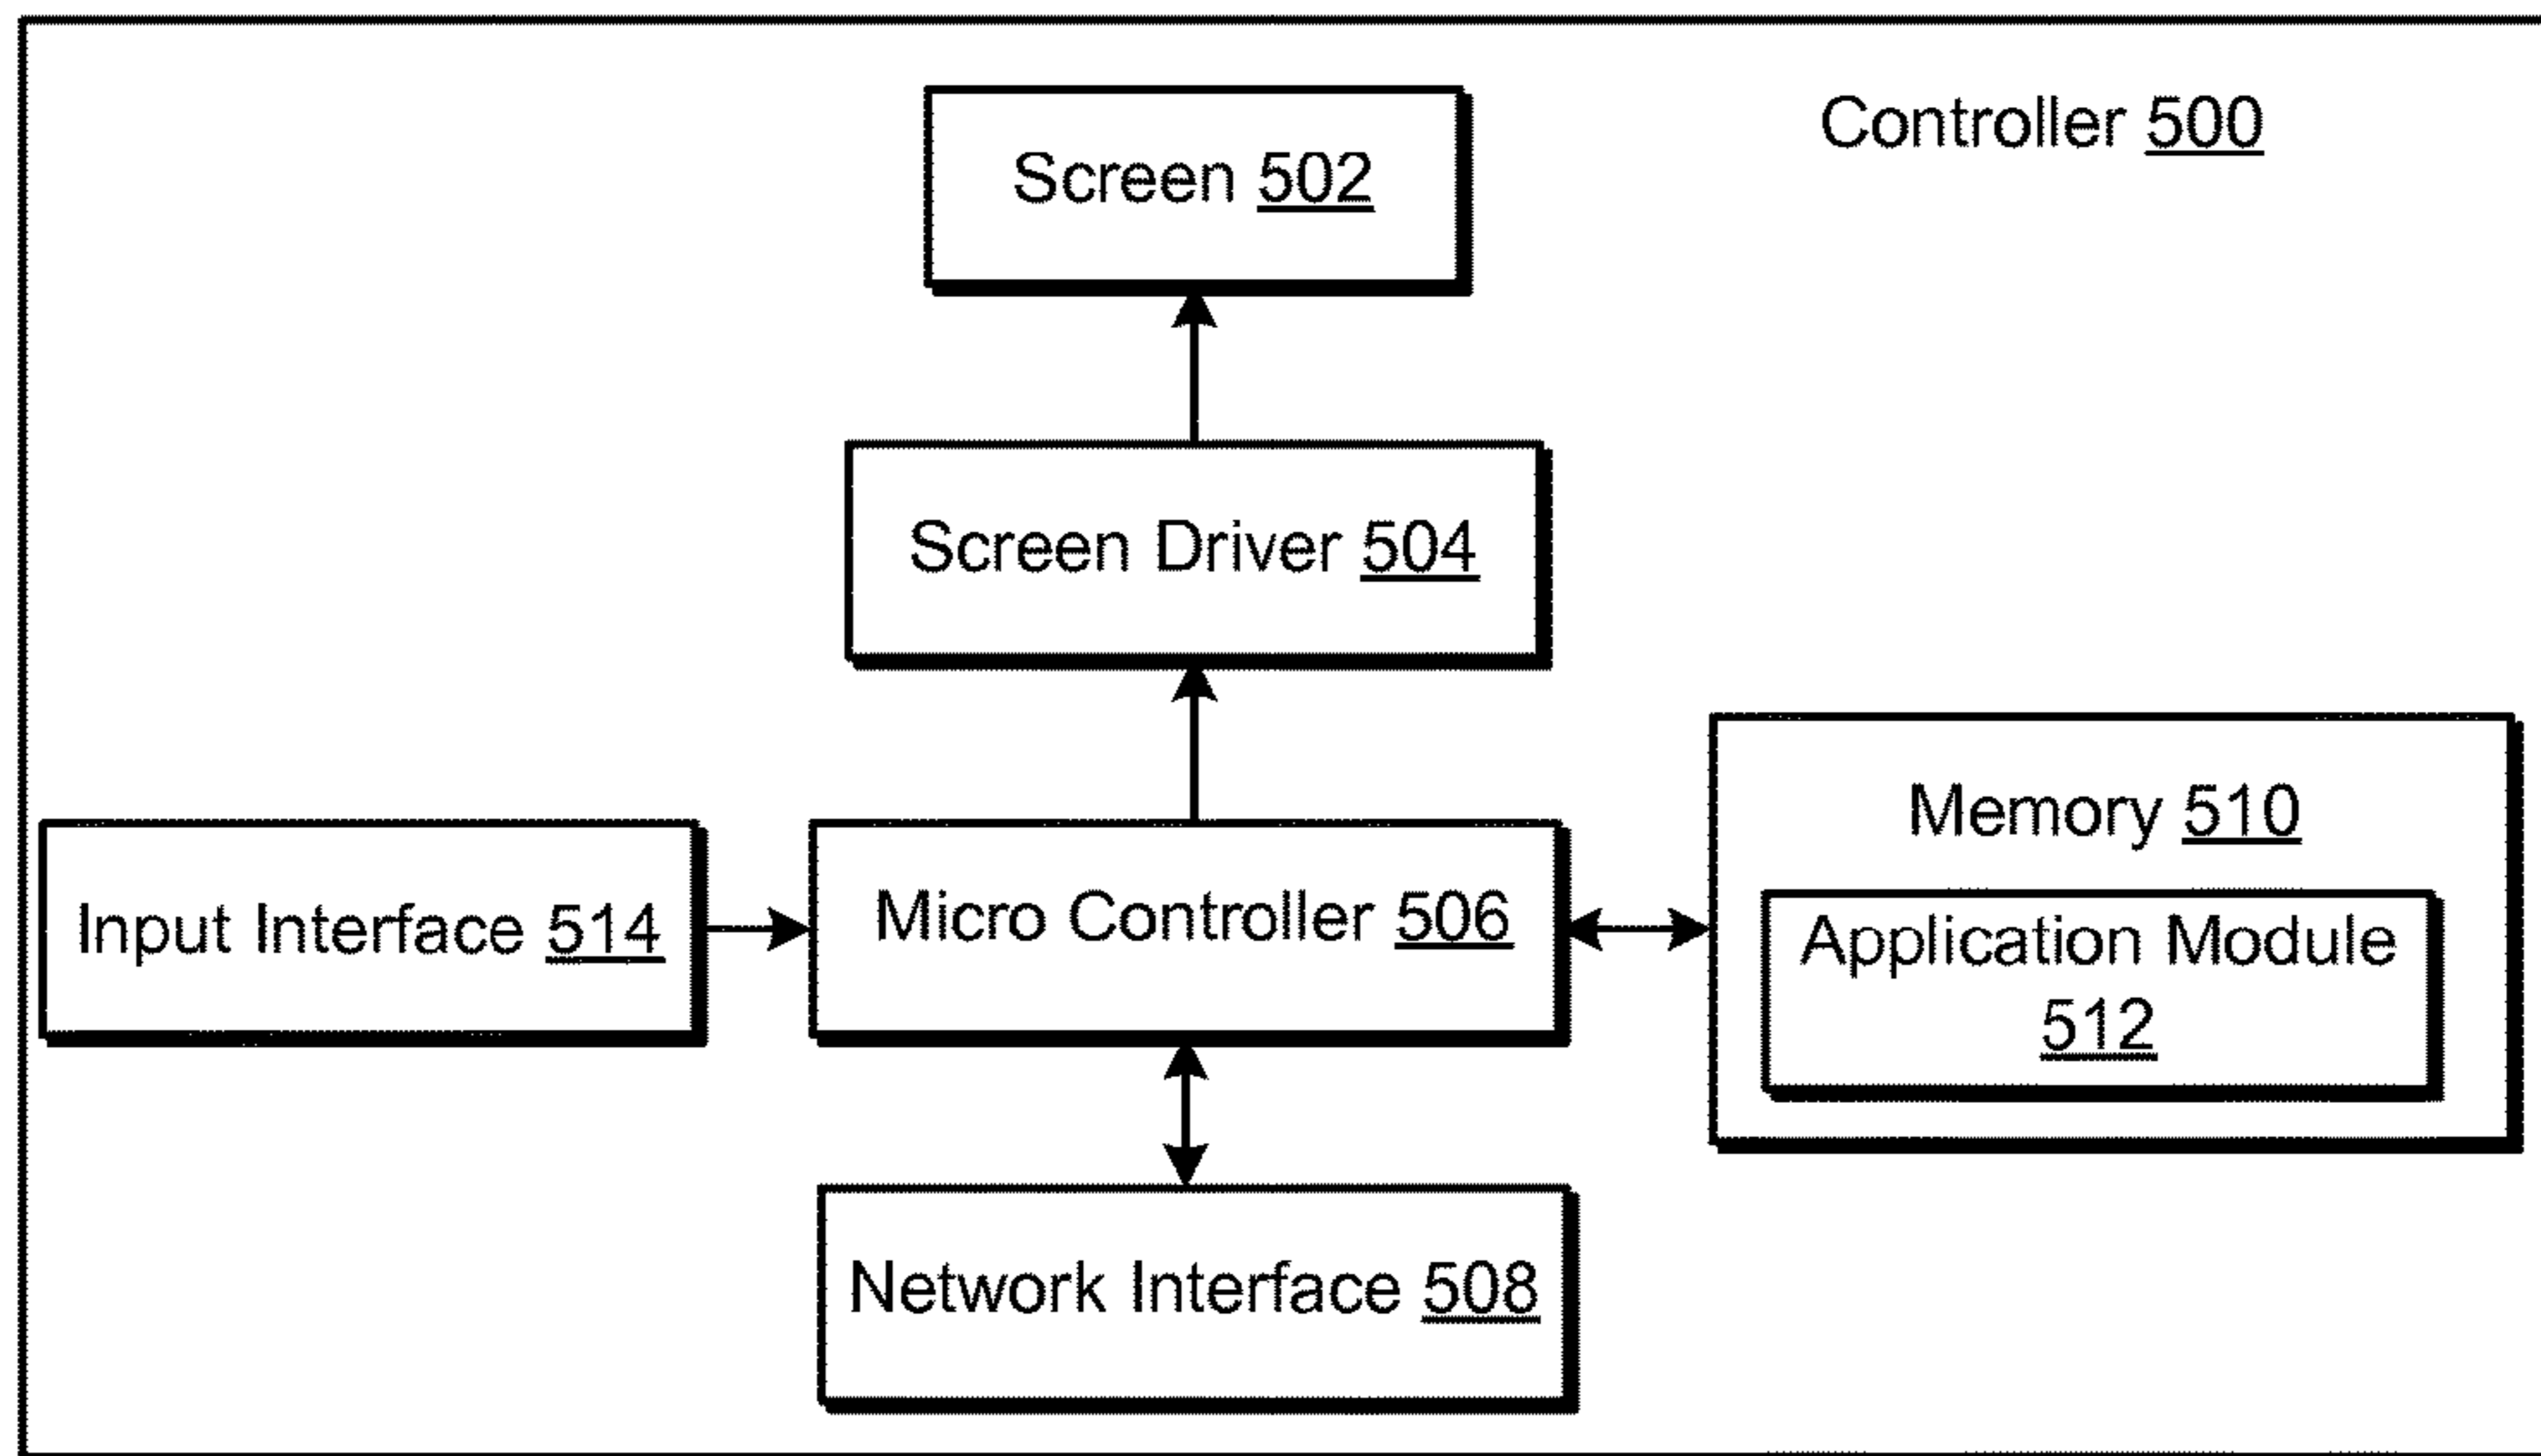 Controller 500
Screen 502
Screen Driver 504
Memory 510
Input Interface 514
Micro Controller 506
Application Module
512
Network Interface 508